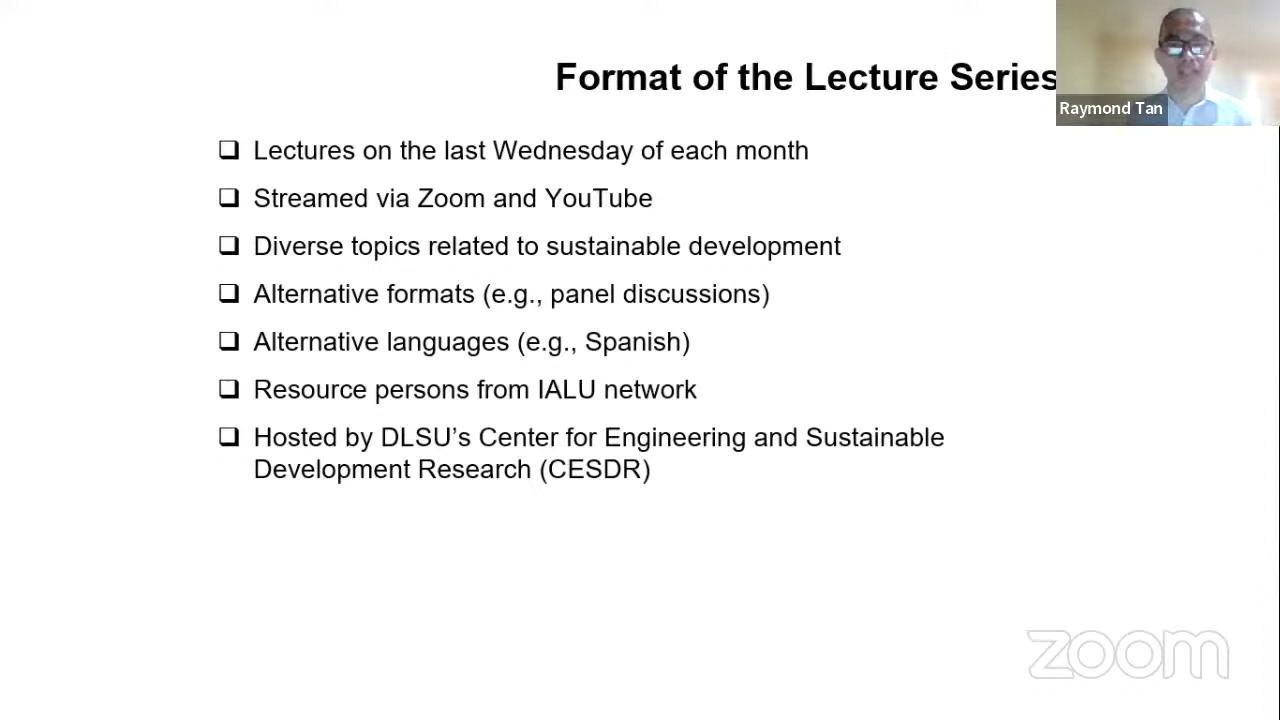 Format of the Lecture Series
Raymond Tan
❑ Lectures on the last Wednesday of each month
❑ Streamed via Zoom and YouTube
❑ Diverse topics related to sustainable development
❑ Alternative formats (e.g., panel discussions)
❑ Alternative languages (e.g., Spanish)
❑ Resource persons from IALU network
❑ Hosted by DLSU’s Center for Engineering and Sustainable
Development Research (CESDR)
zoom